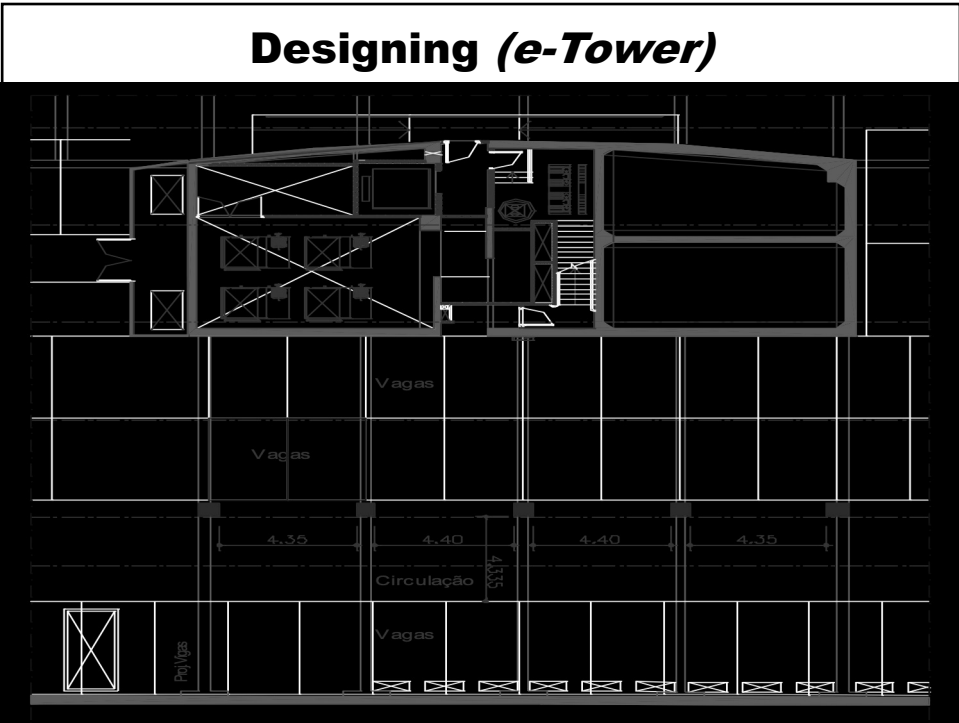 Designing (e-Tower)
Vagas
Vagas
4.35
4.40
4.40
4.35
4.335
Circulação
Vagas
Proj.Vigas